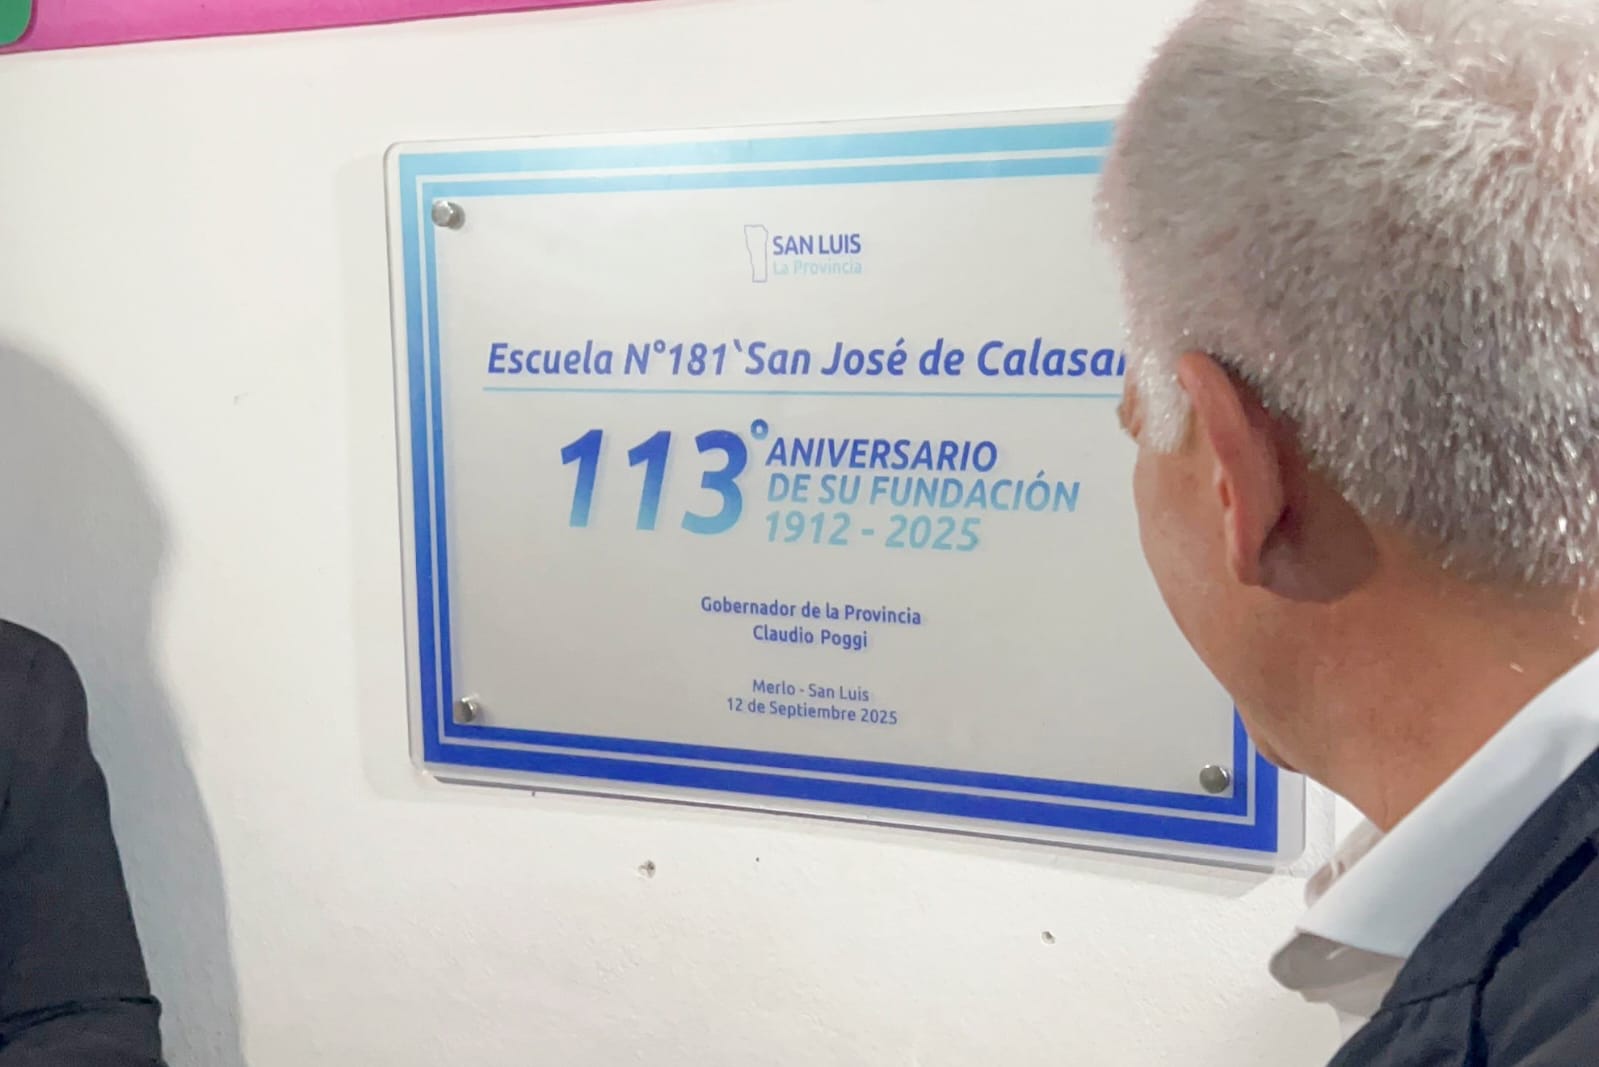 SAN LUIS
La Provincia
Escuela N°181`San José de
113° ANIVERSARIO
DE SU FUNDACIÓN
1912 - 2025
Gobernador de la Provincia
Claudio Poggi
Merlo - San Luis
12 de Septiembre 2025